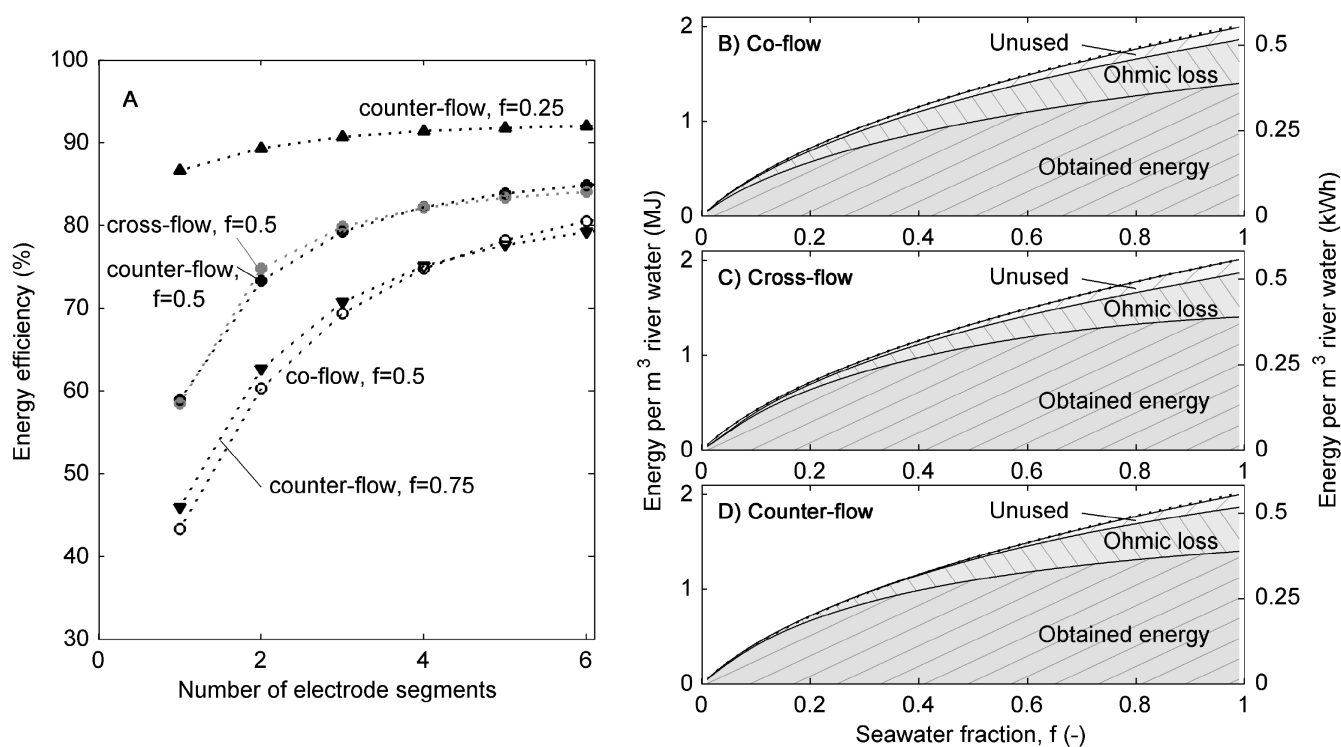 A
counter-flow, f=0.25
cross-flow, f=0.5
counter-flow,
f=0.5
co-flow, f=0.5
counter-flow, f=0.75
Energy efficiency (%)
100
90
80
70
60
50
40
30
0
2
4
6
Number of electrode segments
B) Co-flow
Unused
Ohmic loss
Obtained energy
2
1
0
0.5
0.25
0
0
0.2
0.4
0.6
0.8
1
C) Cross-flow
Unused
Ohmic loss
Obtained energy
2
1
0
0.5
0.25
0
0
0.2
0.4
0.6
0.8
1
D) Counter-flow
Unused
Ohmic loss
Obtained energy
2
1
0
0.5
0.25
0
0
0.2
0.4
0.6
0.8
1
Seawater fraction, f (-)
Energy per m³ river water (MJ)
Energy per m³ river water (kWh)